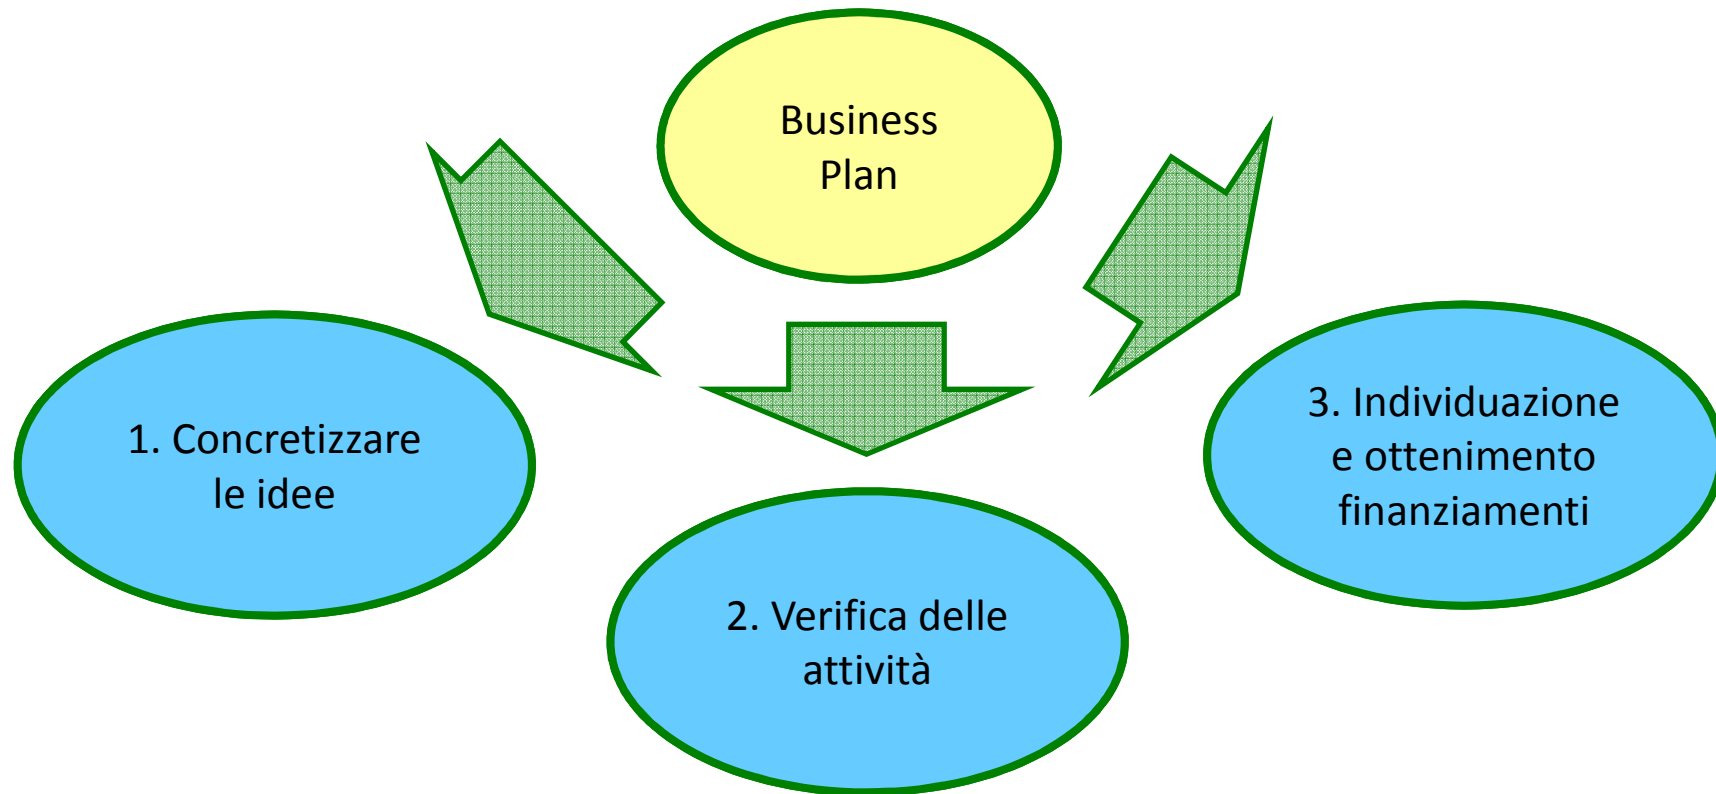 Business
Plan
1. Concretizzare
le idee
2. Verifica delle
attività
3. Individuazione
e ottenimento
finanziamenti